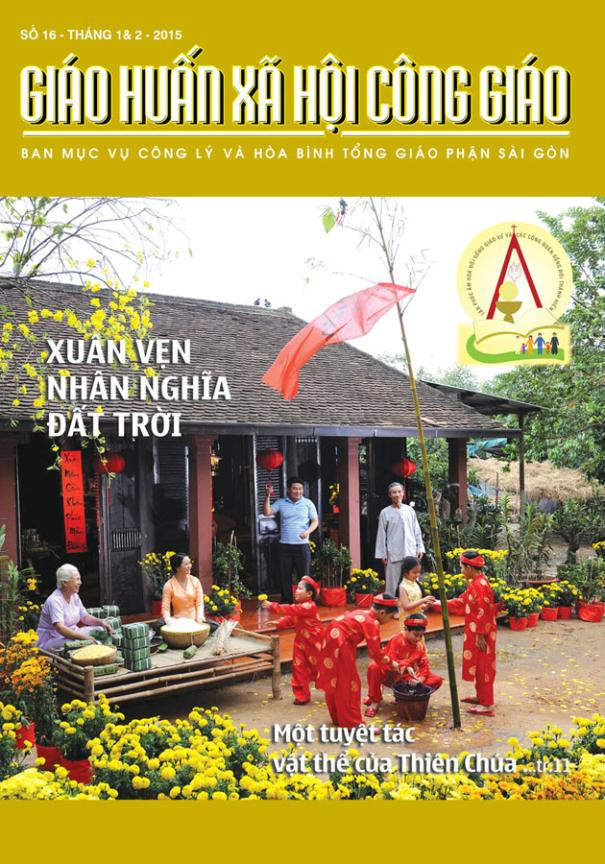 SỐ 16 - THÁNG 1& 2 - 2015
GIÁO HUẤN XÃ HỘI CÔNG GIÁO
BAN MỤC VỤ CÔNG LÝ VÀ HÒA BÌNH TỔNG GIÁO PHẬN SÀI GÒN
XUÂN VẸN
NHÂN NGHĨA
ĐẤT TRỜI
Một tuyệt tác
vật thể của Thiên Chúa ...tr.11